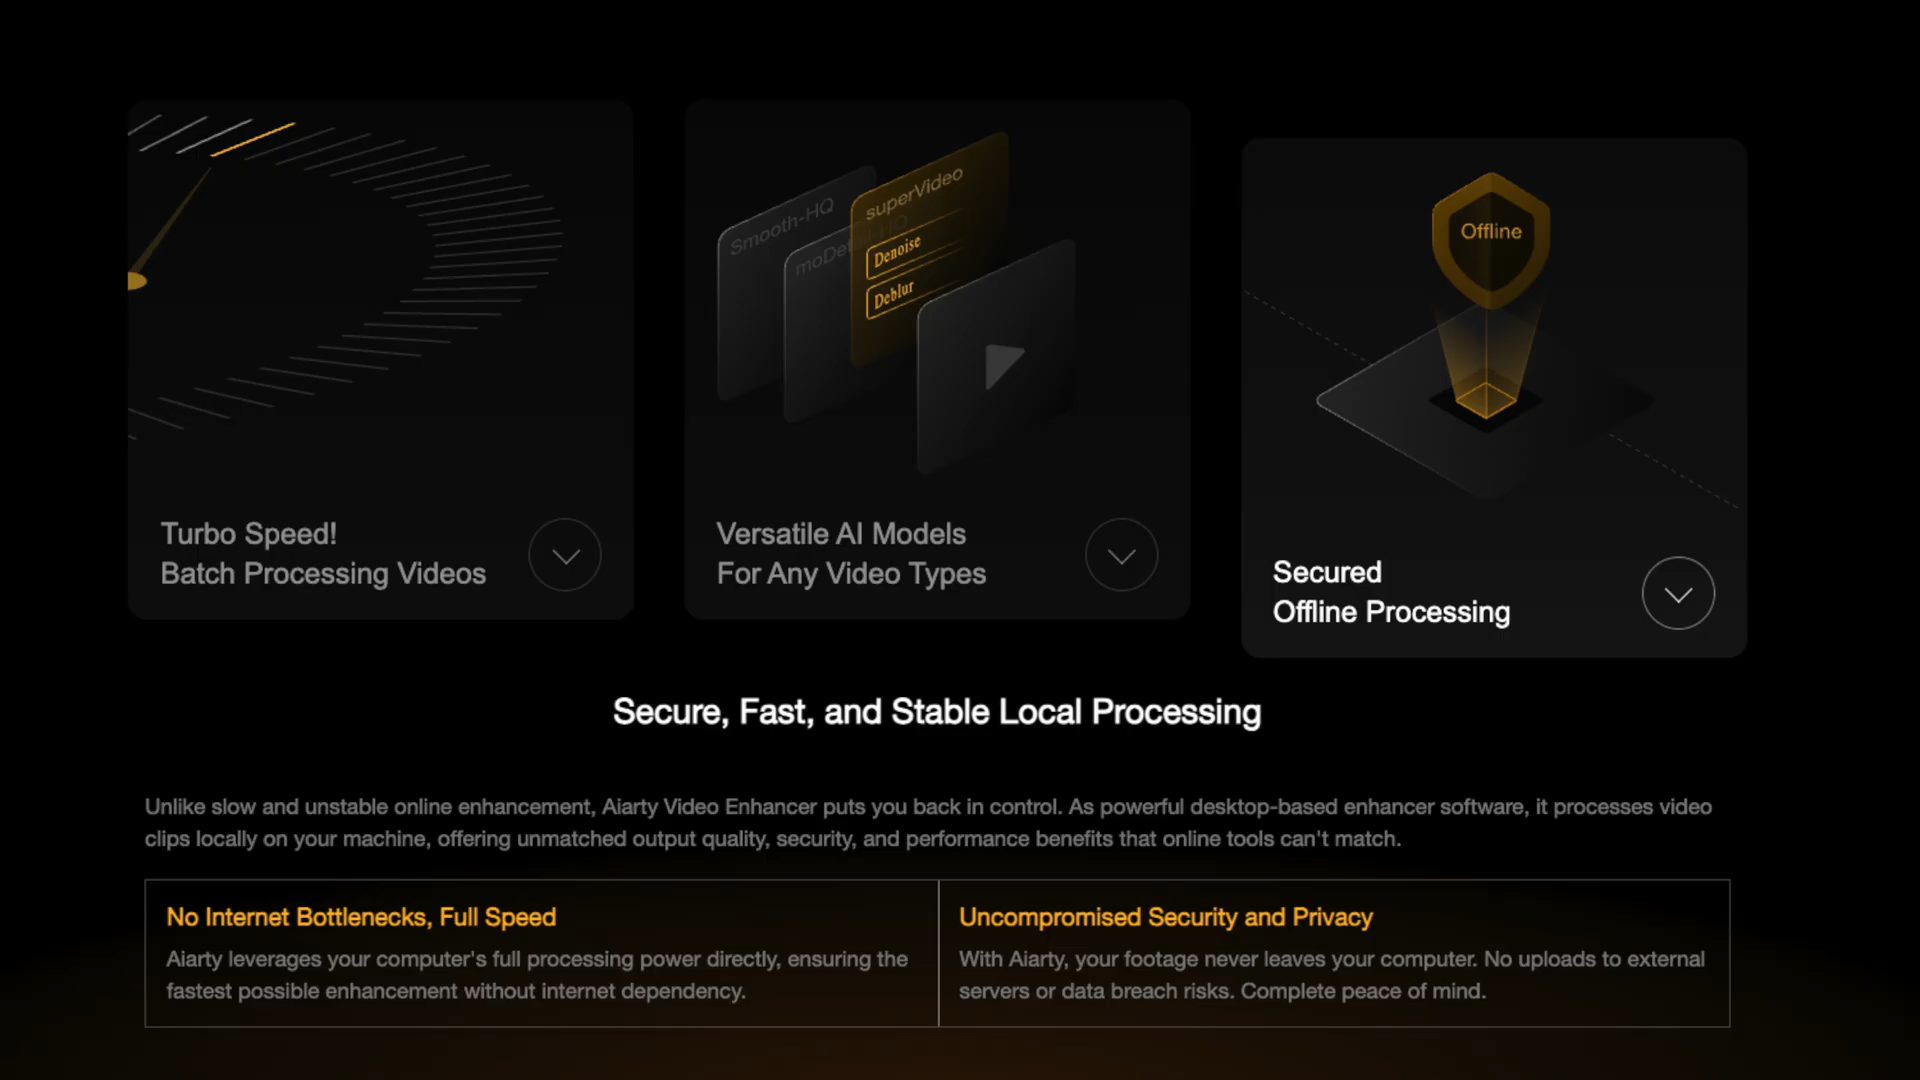 Smooth-HQ
superVideo
Denoise
Deblur
Offline
Turbo Speed!
Batch Processing Videos
Versatile AI Models
For Any Video Types
Secured
Offline Processing
Secure, Fast, and Stable Local Processing
Unlike slow and unstable online enhancement, Aiarty Video Enhancer puts you back in control. As powerful desktop-based enhancer software, it processes video
clips locally on your machine, offering unmatched output quality, security, and performance benefits that online tools can't match.
No Internet Bottlenecks, Full Speed
Aiarty leverages your computer's full processing power directly, ensuring the
fastest possible enhancement without internet dependency.
Uncompromised Security and Privacy
With Aiarty, your footage never leaves your computer. No uploads to external
servers or data breach risks. Complete peace of mind.